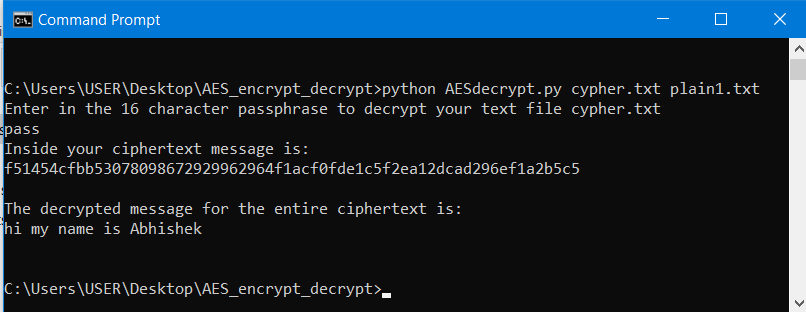 Command Prompt
C:\Users\USER\Desktop\AES_encrypt_decrypt>python AESdecrypt.py cypher.txt plain1.txt
Enter in the 16 character passphrase to decrypt your text file cypher.txt
pass
Inside your ciphertext message is:
f51454cfbb53078098672929962964f1acf0fde1c5f2ea12dcad296ef1a2b5c5
The decrypted message for the entire ciphertext is:
hi my name is Abhishek
C:\Users\USER\Desktop\AES_encrypt_decrypt>